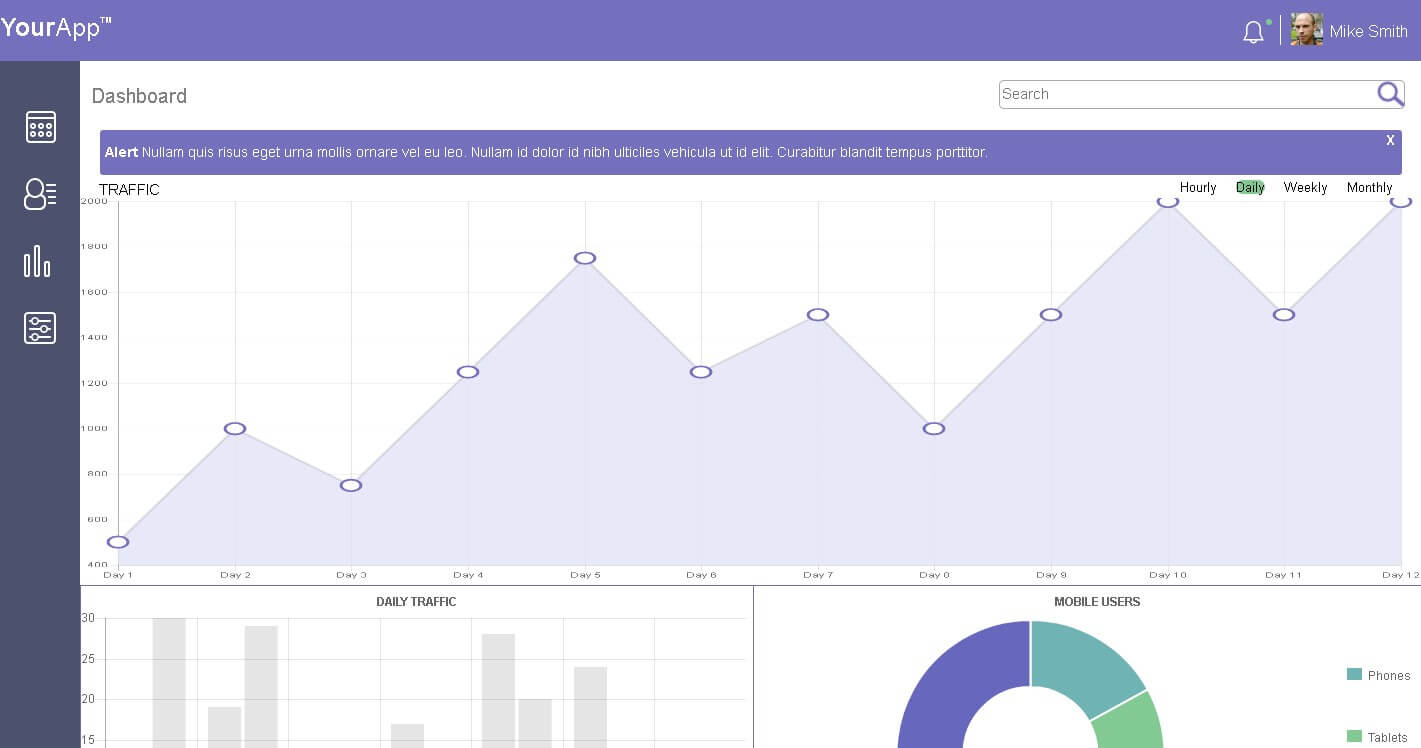 YourApp™
Mike Smith
Dashboard
Search
Alert Nullam quis risus eget urna mollis ornare vel eu leo. Nullam id dolor id nibh ulticiles vehicula ut id elit. Curabitur blandit tempus porttitor.
X
TRAFFIC
Hourly Daily Weekly Monthly
2000
1800
1600
1400
1200
1000
800
600
400
Day 1 Day 2 Day 3 Day 4 Day 5 Day 6 Day 7 Day 8 Day 9 Day 10 Day 11 Day 12
DAILY TRAFFIC
30
25
20
15
MOBILE USERS
Phones
Tablets